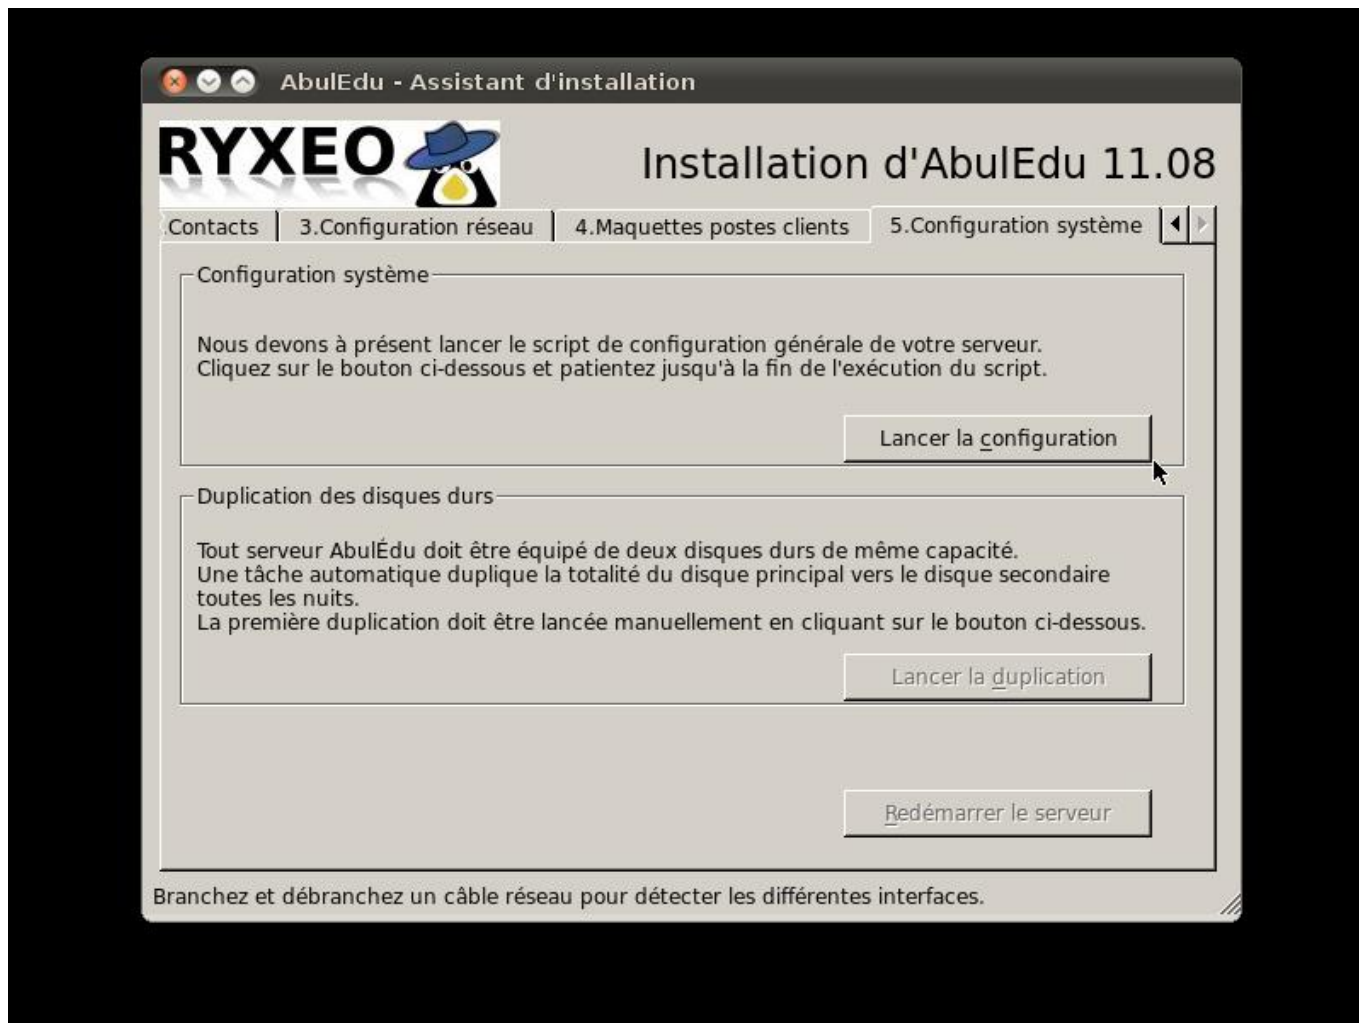 AbulEdu - Assistant d'installation
RYXEO
Installation d'AbulEdu 11.08
.Contacts
3.Configuration réseau
4.Maquettes postes clients
5.Configuration système
Configuration système
Nous devons à présent lancer le script de configuration générale de votre serveur.
Cliquez sur le bouton ci-dessous et patientez jusqu'à la fin de l'exécution du script.
Lancer la configuration
Duplication des disques durs
Tout serveur AbulÉdu doit être équipé de deux disques durs de même capacité.
Une tâche automatique duplique la totalité du disque principal vers le disque secondaire
toutes les nuits.
La première duplication doit être lancée manuellement en cliquant sur le bouton ci-dessous.
Lancer la duplication
Redémarrer le serveur
Branchez et débranchez un câble réseau pour détecter les différentes interfaces.